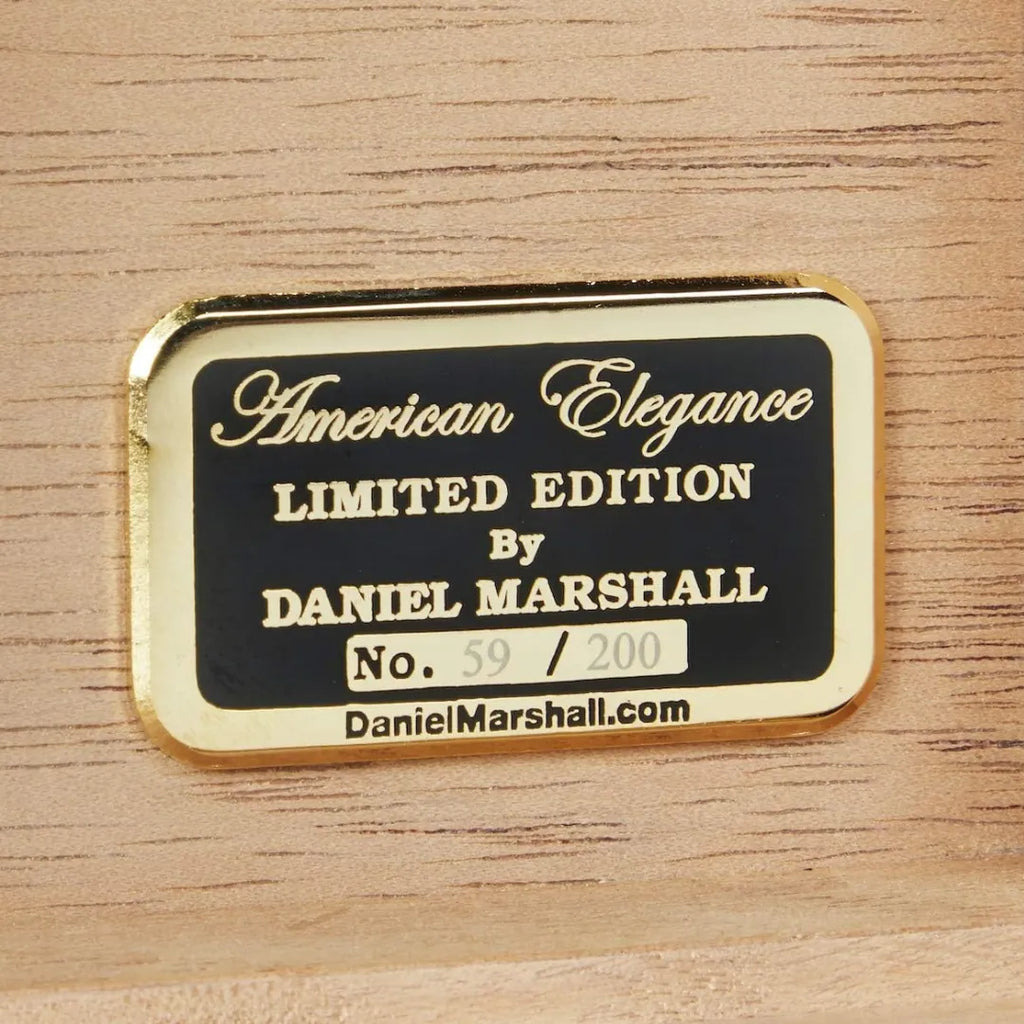 American Elegance
LIMITED EDITION
By
DANIEL MARSHALL
No. 59 / 200
DanielMarshall.com